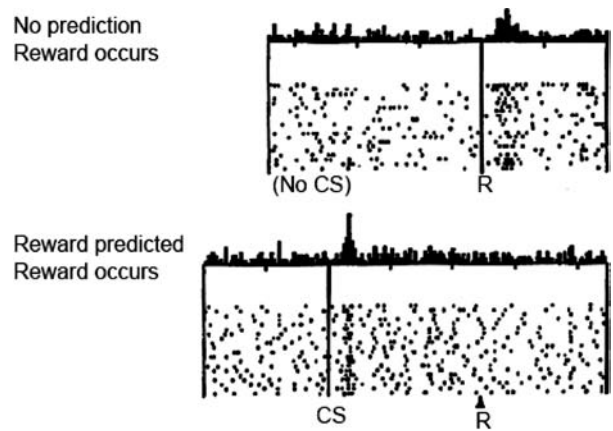 No prediction
Reward occurs
(No CS)
R
Reward predicted
Reward occurs
CS
R